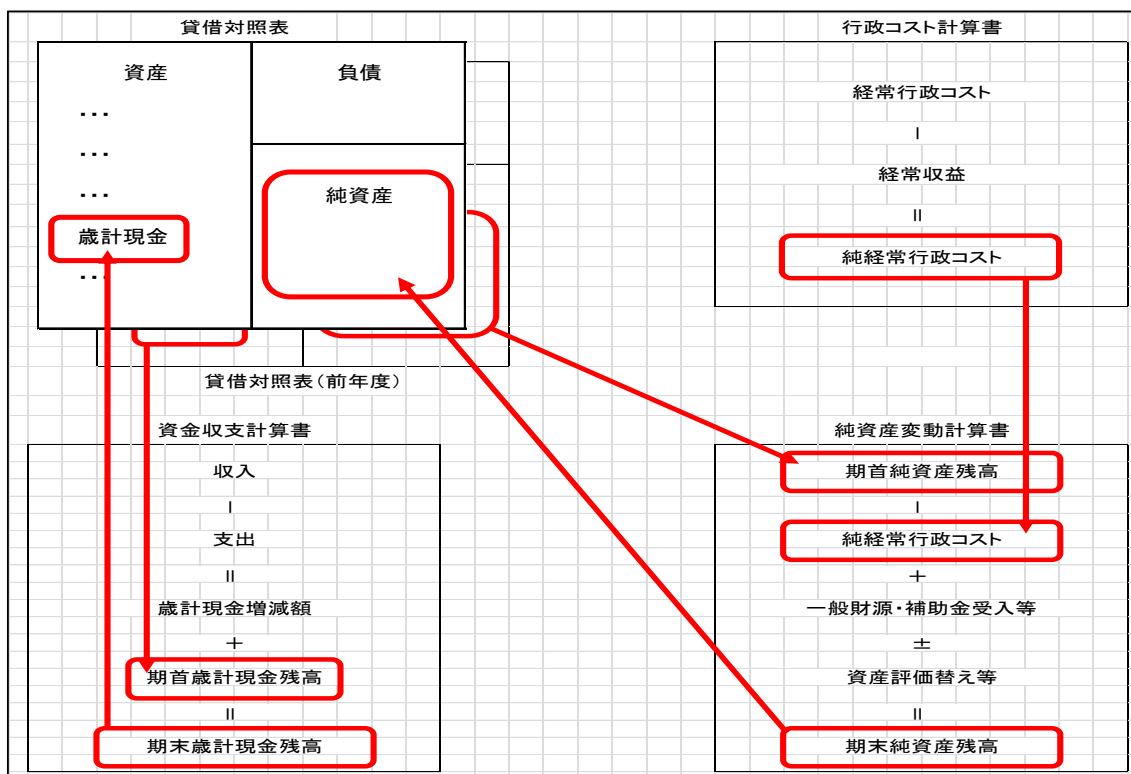 貸借対照表
資産
負債
…
…
…
純資産
歳計現金
…
貸借対照表(前年度)
行政コスト計算書
経常行政コスト
－
経常収益
＝
純経常行政コスト
資金収支計算書
収入
－
支出
＝
歳計現金増減額
＋
期首歳計現金残高
＝
期末歳計現金残高
純資産変動計算書
期首純資産残高
－
純経常行政コスト
＋
一般財源・補助金受入等
±
資産評価替え等
＝
期末純資産残高